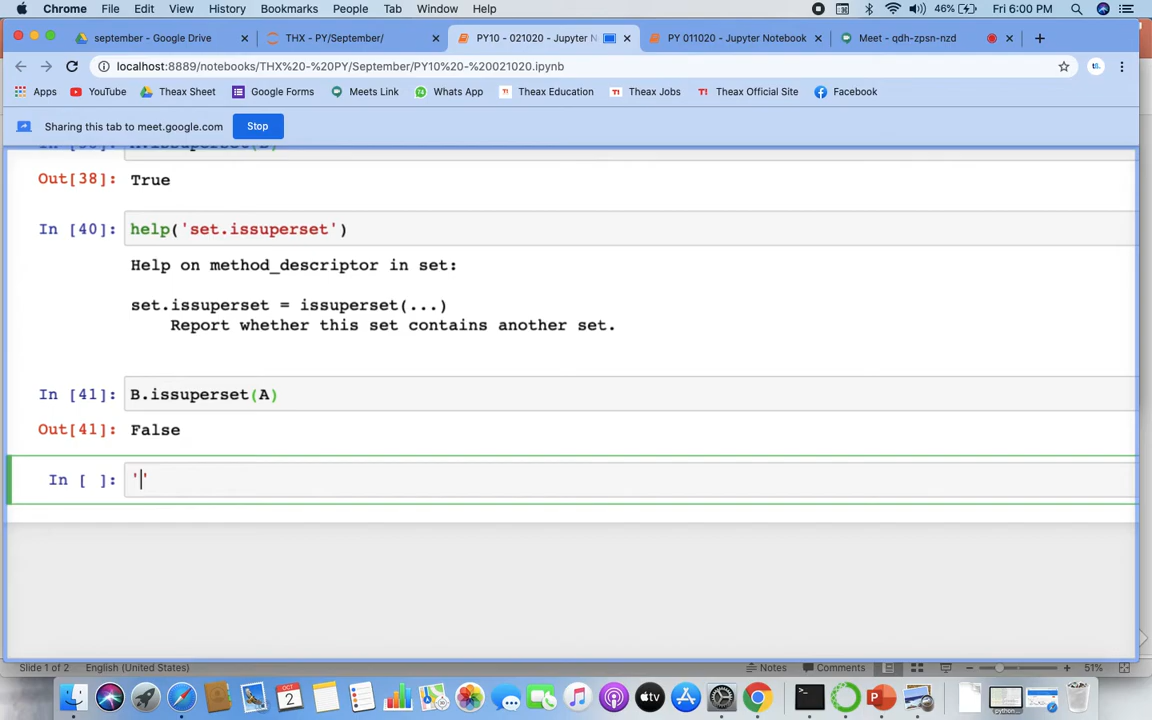 Chrome File Edit View History Bookmarks People Tab Window Help 46% Fri 6:00 PM
september - Google Drive THX - PY/September/ PY10 - 021020 - Jupyter N PY 011020 - Jupyter Notebook Meet - qdh-zpsn-nzd
localhost:8889/notebooks/THX%20-%20PY/September/PY10%20-%20021020.ipynb
Apps YouTube Theax Sheet Google Forms Meets Link Whats App Theax Education Theax Jobs Theax Official Site Facebook
Sharing this tab to meet.google.com Stop
In [38]: A.issuperset(B)
Out[38]: True
In [40]: help('set.issuperset')
Help on method_descriptor in set:
set.issuperset = issuperset(...)
Report whether this set contains another set.
In [41]: B.issuperset(A)
Out[41]: False
In [ ]: ''
Slide 1 of 2 English (United States) Notes Comments 51%